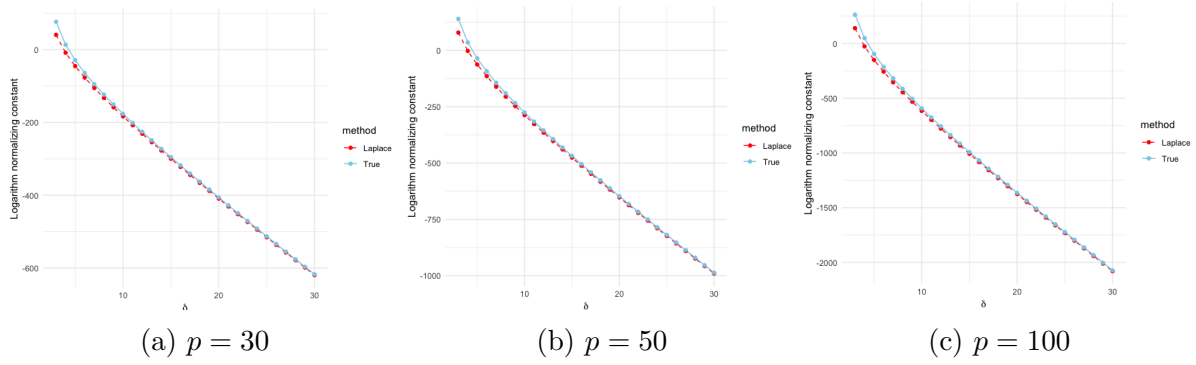 Logarithm normalizing constant
0
-200
-400
-600
10
20
30
δ
method
Laplace
True
(a) p = 30
Logarithm normalizing constant
0
-250
-500
-750
-1000
10
20
30
δ
method
Laplace
True
(b) p = 50
Logarithm normalizing constant
0
-500
-1000
-1500
-2000
10
20
30
δ
method
Laplace
True
(c) p = 100